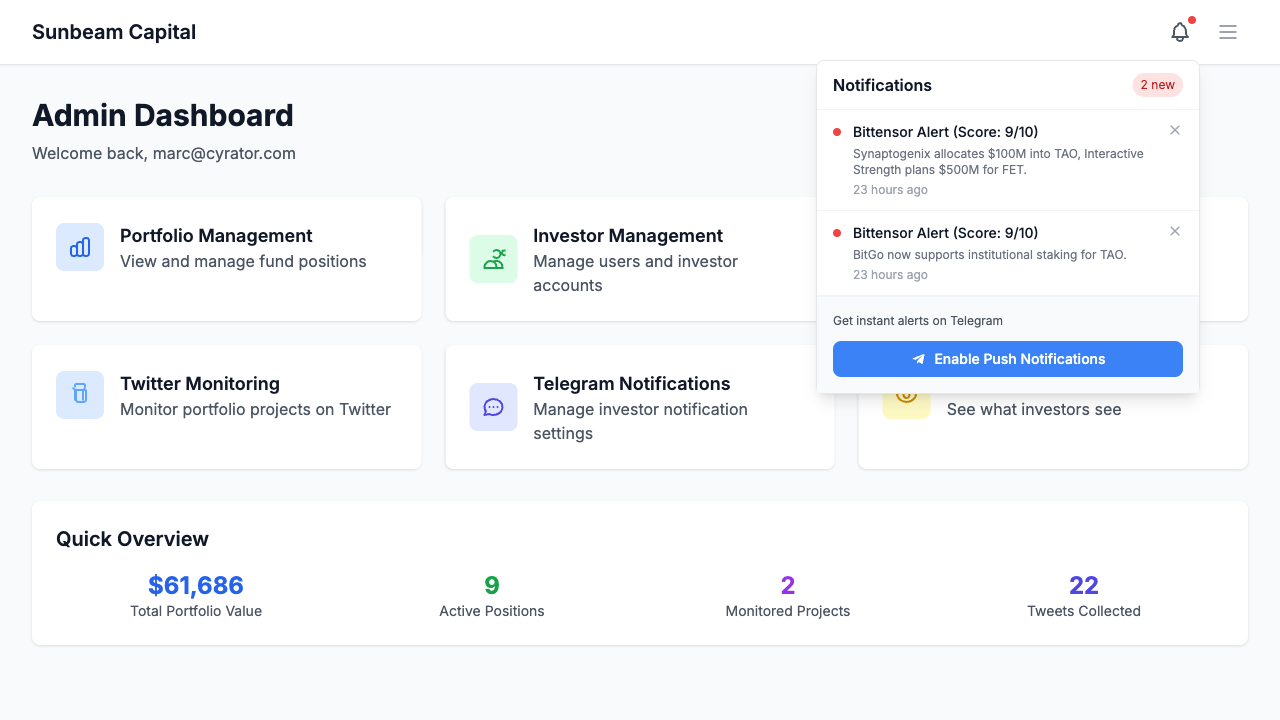 Sunbeam Capital
Admin Dashboard
Welcome back, marc@cyrator.com
Notifications
2 new
Bittensor Alert (Score: 9/10)
Synaptogenix allocates $100M into TAO, Interactive
Strength plans $500M for FET.
23 hours ago
Bittensor Alert (Score: 9/10)
BitGo now supports institutional staking for TAO.
23 hours ago
Get instant alerts on Telegram
Enable Push Notifications
Portfolio Management
View and manage fund positions
Investor Management
Manage users and investor
accounts
Twitter Monitoring
Monitor portfolio projects on Twitter
Telegram Notifications
Manage investor notification
settings
See what investors see
Quick Overview
$61,686
Total Portfolio Value
9
Active Positions
2
Monitored Projects
22
Tweets Collected